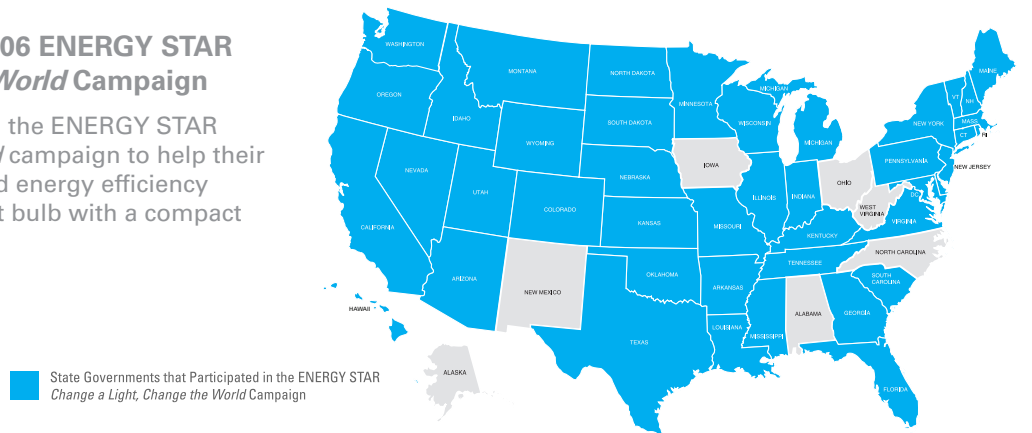 06 ENERGY STAR
World Campaign
the ENERGY STAR
campaign to help their
energy efficiency
bulb with a compact
WASHINGTON
OREGON
CALIFORNIA
NEVADA
IDAHO
MONTANA
WYOMING
UTAH
COLORADO
ARIZONA
NEW MEXICO
NORTH DAKOTA
SOUTH DAKOTA
NEBRASKA
KANSAS
OKLAHOMA
TEXAS
MINNESOTA
IOWA
MISSOURI
ARKANSAS
LOUISIANA
WISCONSIN
ILLINOIS
MICHIGAN
MICHIGAN
INDIANA
OHIO
KENTUCKY
TENNESSEE
MISSISSIPPI
ALABAMA
GEORGIA
FLORIDA
SOUTH
CAROLINA
NORTH CAROLINA
VIRGINIA
WEST
VIRGINIA
DC
PENNSYLVANIA
NEW JERSEY
NEW YORK
CT
RI
MASS
VT
NH
MAINE
HAWAII
ALASKA
State Governments that Participated in the ENERGY STAR
Change a Light, Change the World Campaign